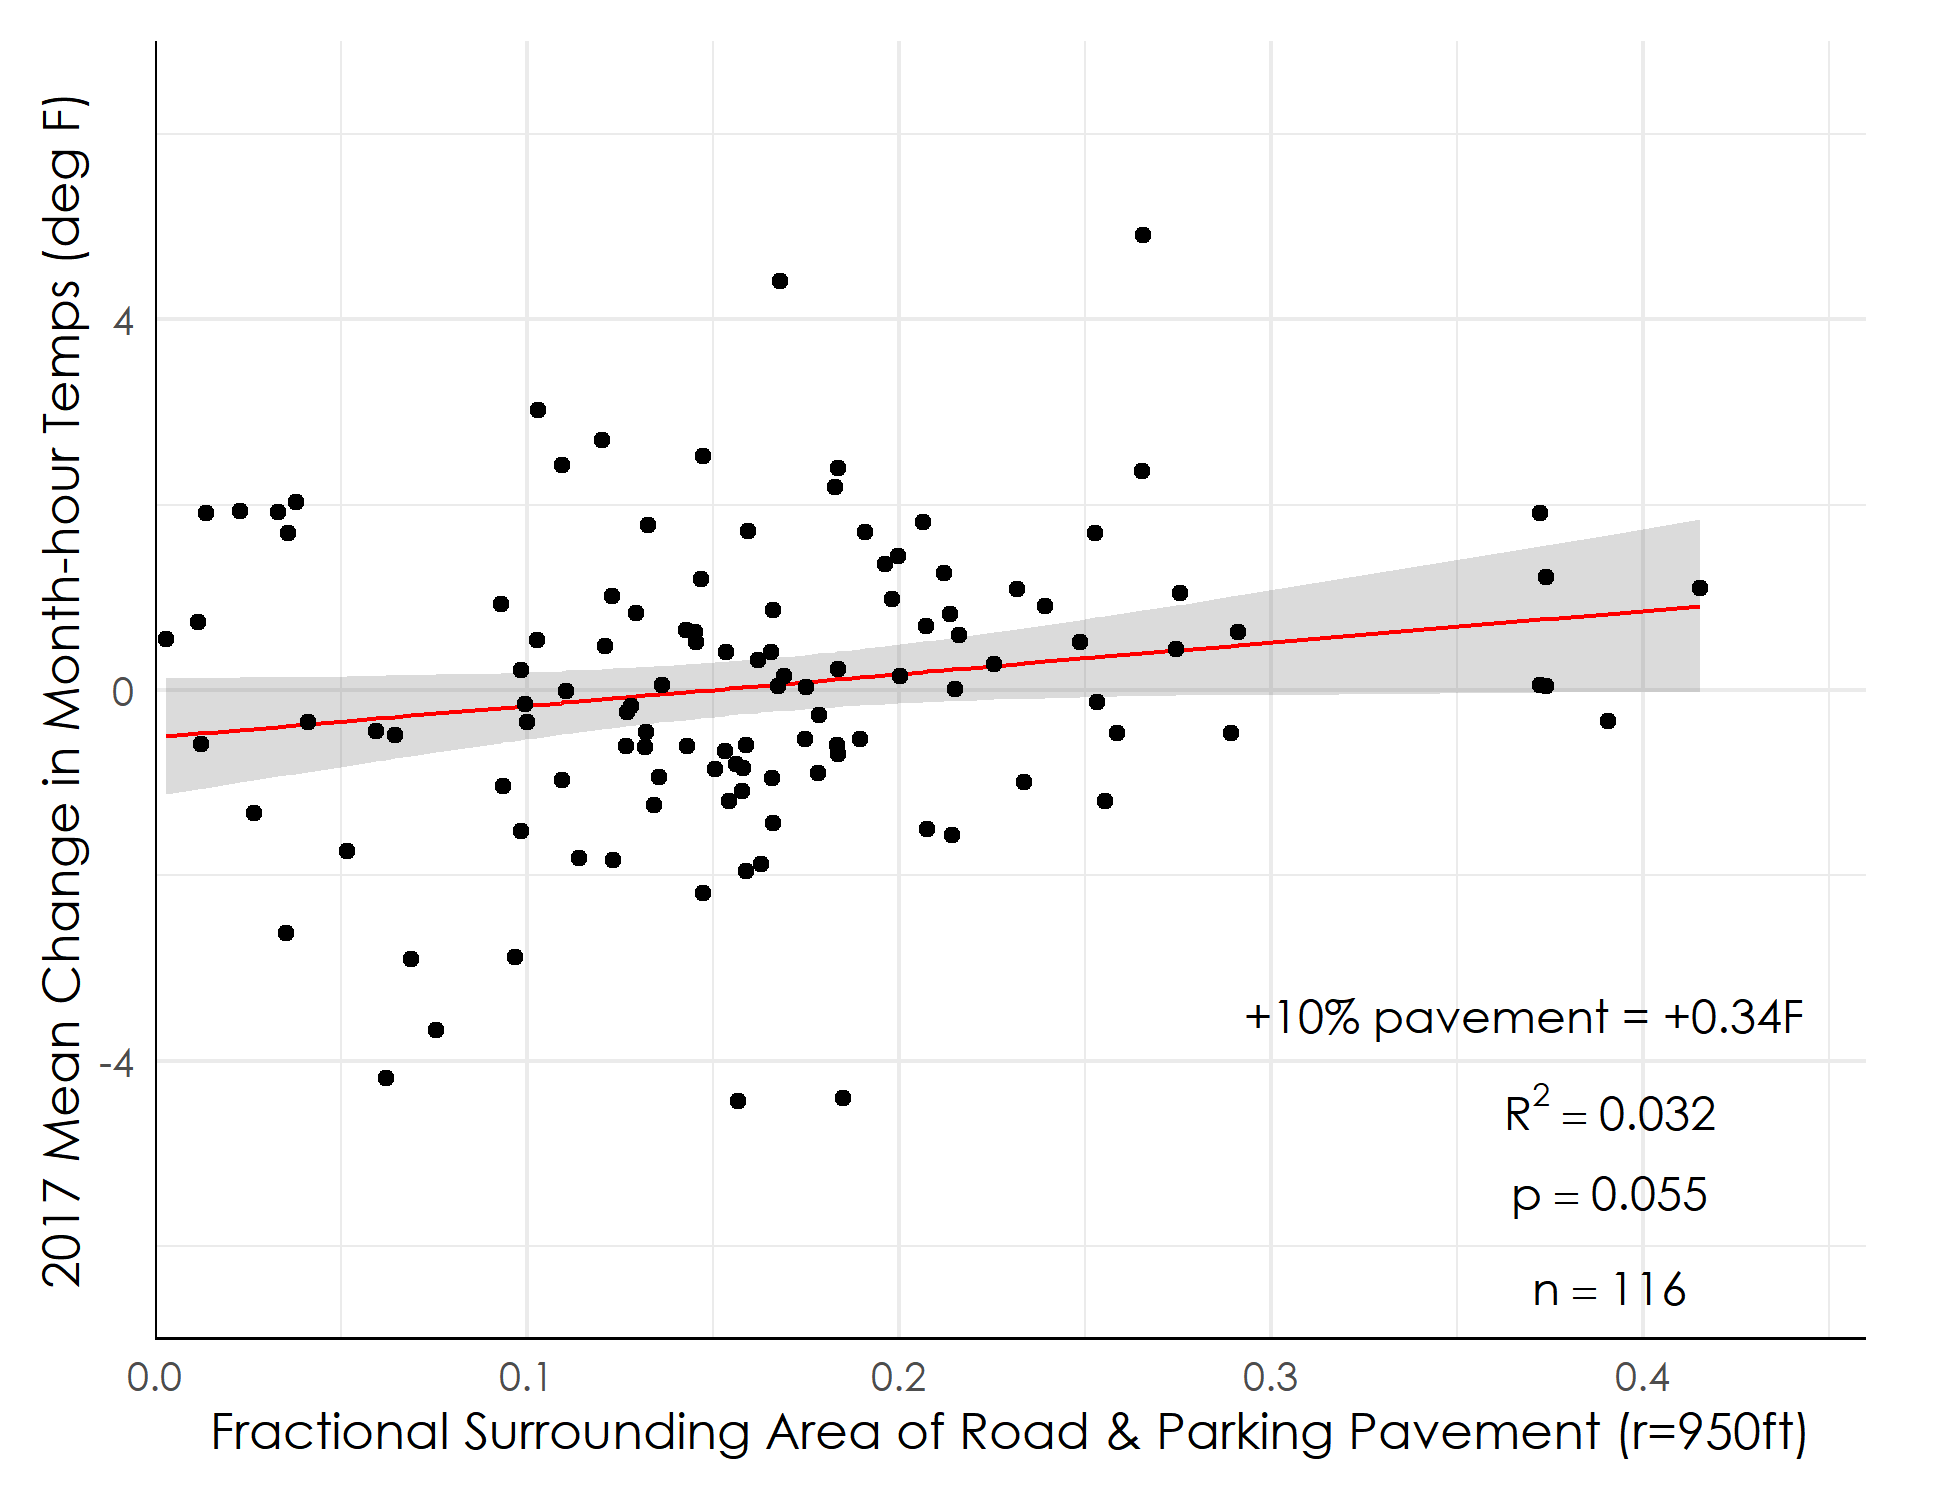 2017 Mean Change in Month-hour Temps (deg F)
4
0
-4
+10% pavement = +0.34F
R² = 0.032
p = 0.055
n = 116
0.0 0.1 0.2 0.3 0.4
Fractional Surrounding Area of Road & Parking Pavement (r=950ft)